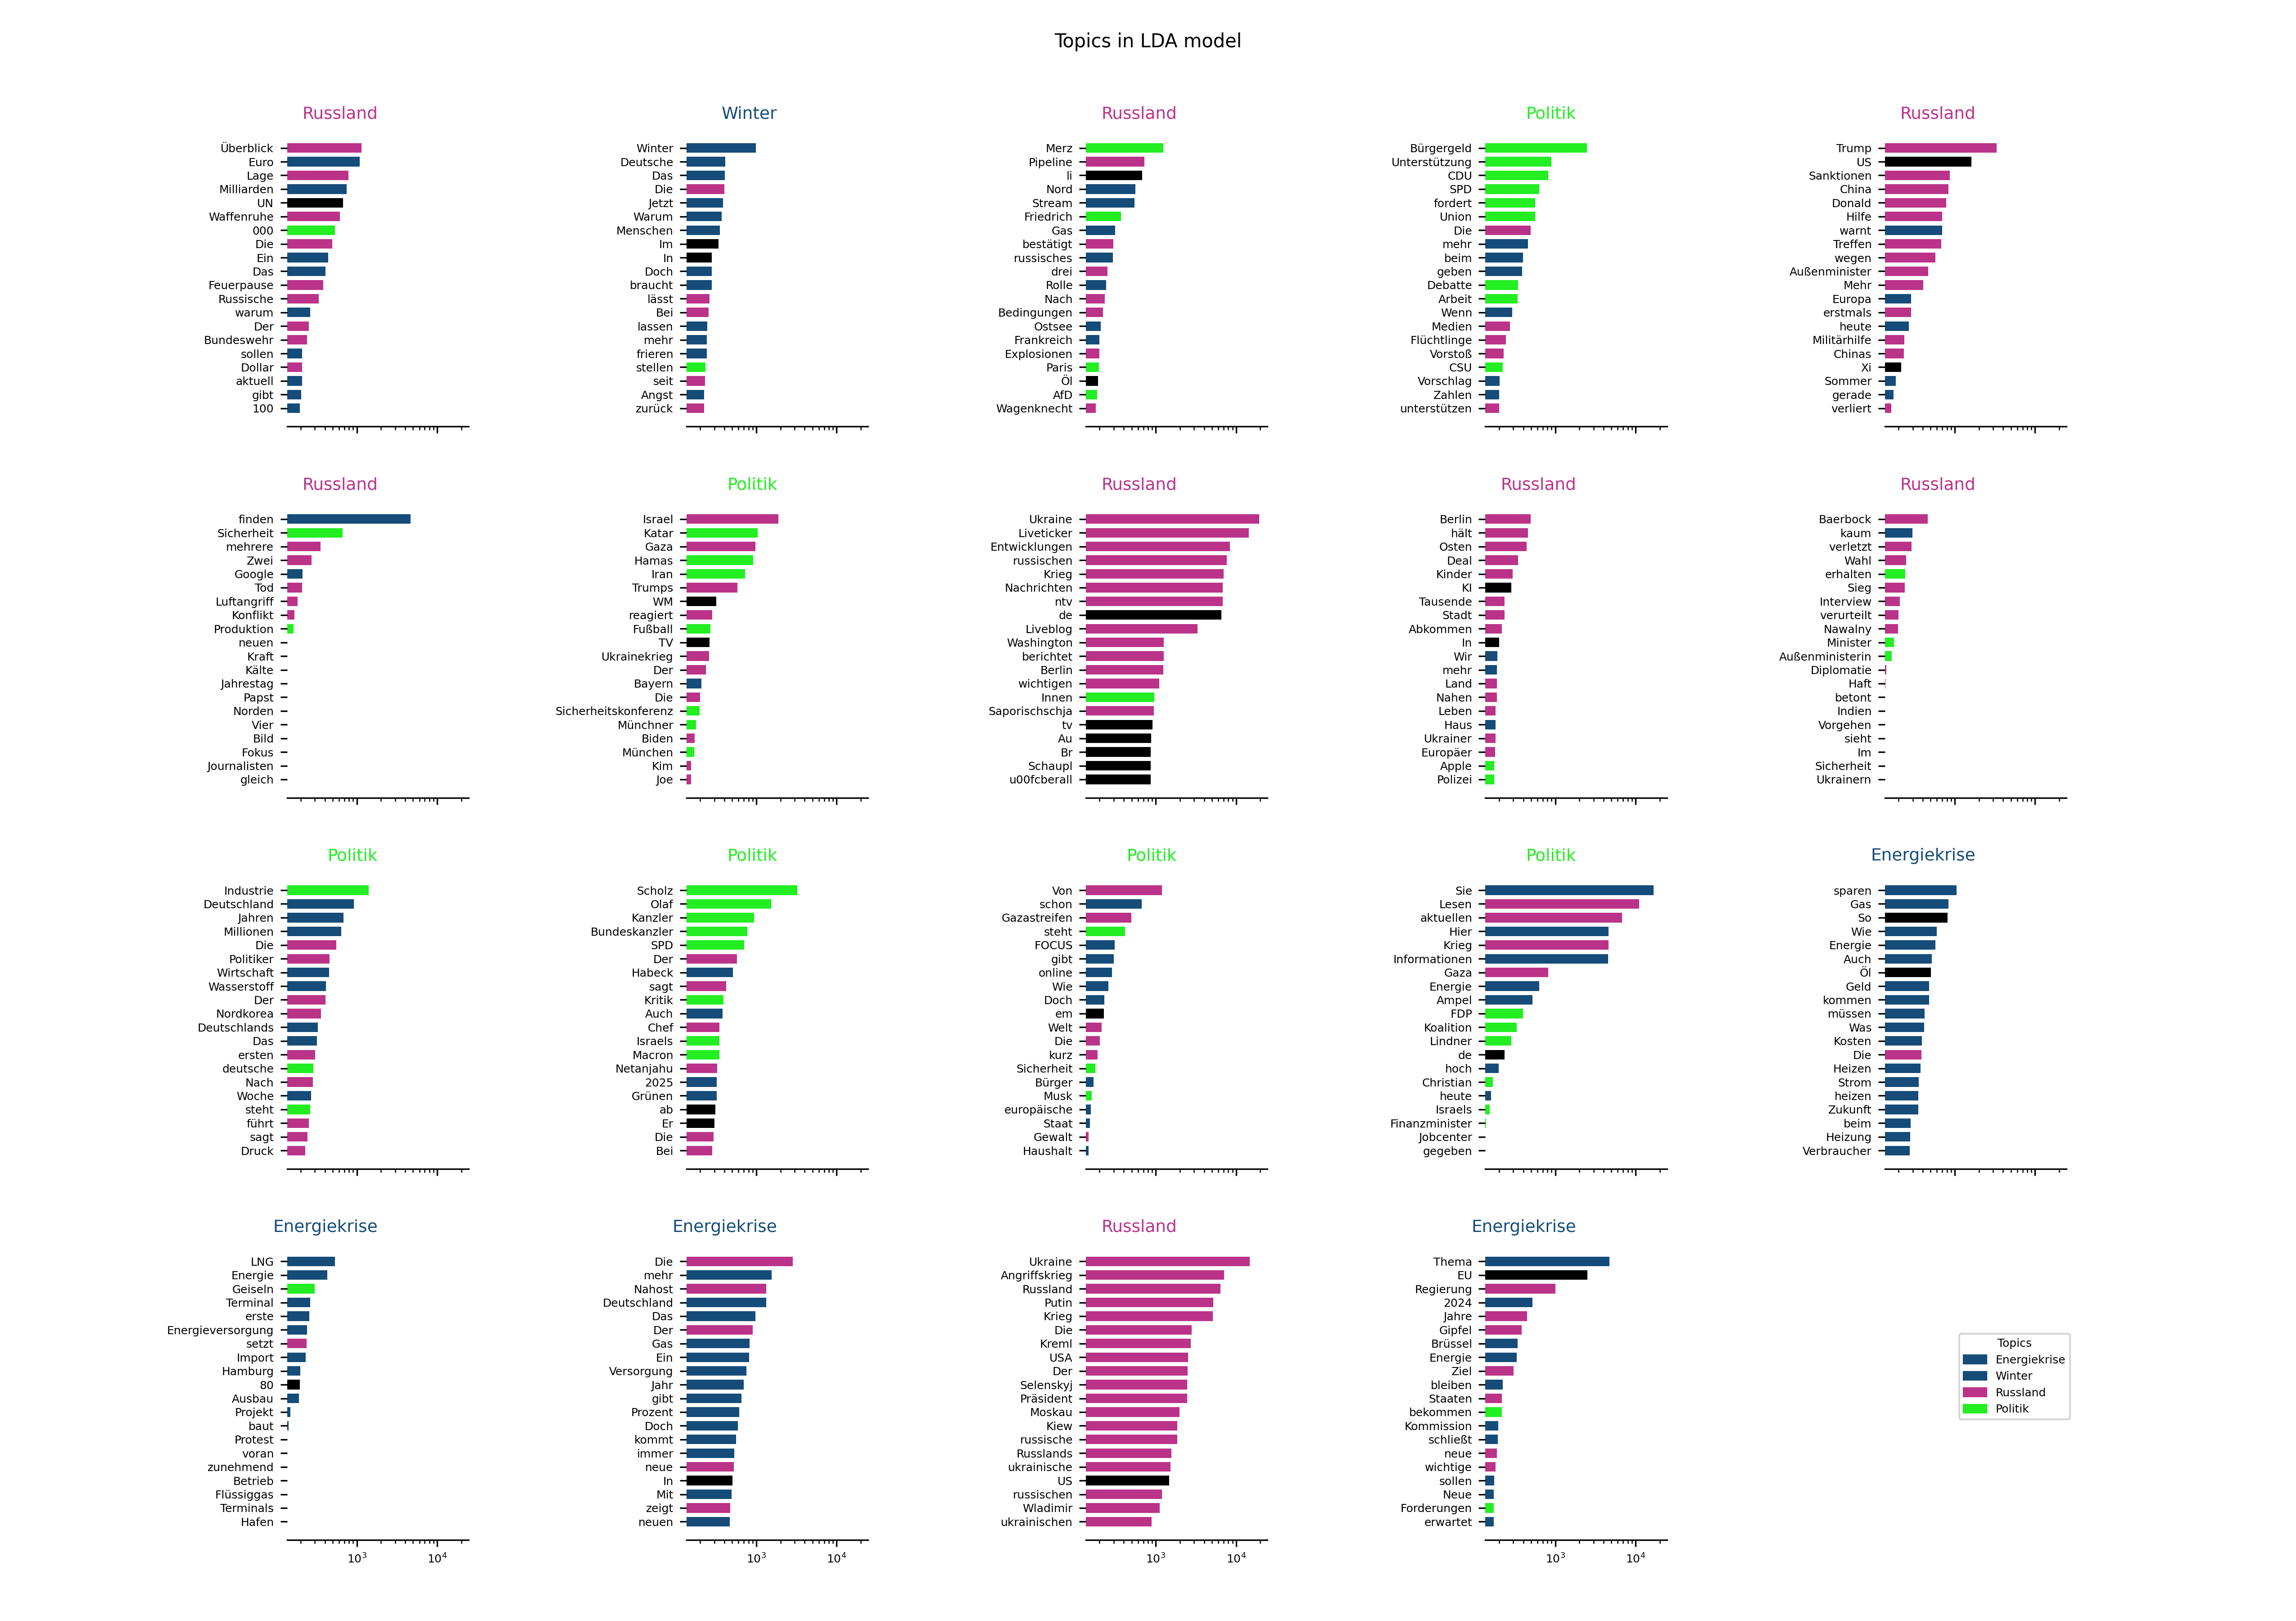 Topics in LDA model
Russland
Überblick
Euro
Lage
Milliarden
UN
Waffenruhe
000
Die
Ein
Das
Feuerpause
Russische
warum
Der
Bundeswehr
sollen
Dollar
aktuell
gibt
100
Winter
Winter
Deutsche
Das
Die
Jetzt
Warum
Menschen
Im
In
Doch
braucht
lässt
Bei
lassen
mehr
frieren
stellen
seit
Angst
zurück
Russland
Merz
Pipeline
li
Nord
Stream
Friedrich
Gas
bestätigt
russisches
drei
Rolle
Nach
Bedingungen
Ostsee
Frankreich
Explosionen
Paris
Öl
AfD
Wagenknecht
Politik
Bürgergeld
Unterstützung
CDU
SPD
fordert
Union
Die
mehr
beim
geben
Debatte
Arbeit
Wenn
Medien
Flüchtlinge
Vorstoß
CSU
Vorschlag
Zahlen
unterstützen
Russland
Trump
US
Sanktionen
China
Donald
Hilfe
warnt
Treffen
wegen
Außenminister
Mehr
Europa
erstmals
heute
Militärhilfe
Chinas
Xi
Sommer
gerade
verliert
Russland
finden
Sicherheit
mehrere
Zwei
Google
Tod
Luftangriff
Konflikt
Produktion
neuen
Kraft
Kälte
Jahrestag
Papst
Norden
Vier
Bild
Fokus
Journalisten
gleich
Politik
Israel
Katar
Gaza
Hamas
Iran
Trumps
WM
reagiert
Fußball
TV
Ukrainekrieg
Der
Bayern
Die
Sicherheitskonferenz
Münchner
Biden
München
Kim
Joe
Russland
Ukraine
Liveticker
Entwicklungen
russischen
Krieg
Nachrichten
ntv
de
Liveblog
Washington
berichtet
Berlin
wichtigen
Innen
Saporischschja
tv
Au
Br
Schaupl
u00fcberall
Russland
Berlin
hält
Osten
Deal
Kinder
KI
Tausende
Stadt
Abkommen
In
Wir
mehr
Land
Nahen
Leben
Haus
Ukrainer
Europäer
Apple
Polizei
Russland
Baerbock
kaum
verletzt
Wahl
erhalten
Sieg
Interview
verurteilt
Nawalny
Minister
Außenministerin
Diplomatie
Haft
betont
Indien
Vorgehen
sieht
Im
Sicherheit
Ukrainern
Politik
Industrie
Deutschland
Jahren
Millionen
Die
Politiker
Wirtschaft
Wasserstoff
Der
Nordkorea
Deutschlands
Das
ersten
deutsche
Nach
Woche
steht
führt
sagt
Druck
Politik
Scholz
Olaf
Kanzler
Bundeskanzler
SPD
Der
Habeck
sagt
Kritik
Auch
Chef
Israels
Macron
Netanjahu
2025
Grünen
ab
Er
Die
Bei
Politik
Von
schon
Gazastreifen
steht
FOCUS
gibt
online
Wie
Doch
em
Welt
Die
kurz
Sicherheit
Bürger
Musk
europäische
Staat
Gewalt
Haushalt
Politik
Sie
Lesen
aktuellen
Hier
Krieg
Informationen
Gaza
Energie
Ampel
FDP
Koalition
Lindner
de
hoch
Christian
heute
Israels
Finanzminister
Jobcenter
gegeben
Energiekrise
sparen
Gas
So
Wie
Energie
Auch
Öl
Geld
kommen
müssen
Was
Kosten
Die
Heizen
Strom
heizen
Zukunft
beim
Heizung
Verbraucher
Energiekrise
LNG
Energie
Geiseln
Terminal
erste
Energieversorgung
setzt
Import
Hamburg
80
Ausbau
Projekt
baut
Protest
voran
zunehmend
Betrieb
Flüssiggas
Terminals
Hafen
10³ 10⁴
Energiekrise
Die
mehr
Nahost
Deutschland
Das
Der
Gas
Ein
Versorgung
Jahr
gibt
Prozent
Doch
kommt
immer
neue
In
Mit
zeigt
neuen
10³ 10⁴
Russland
Ukraine
Angriffskrieg
Russland
Putin
Krieg
Die
Kreml
USA
Der
Selenskyj
Präsident
Moskau
Kiew
russische
Russlands
ukrainische
US
russischen
Wladimir
ukrainischen
10³ 10⁴
Energiekrise
Thema
EU
Regierung
2024
Jahre
Gipfel
Brüssel
Energie
Ziel
bleiben
Staaten
bekommen
Kommission
schließt
neue
wichtige
sollen
Neue
Forderungen
erwartet
10³ 10⁴
Topics
Energiekrise
Winter
Russland
Politik